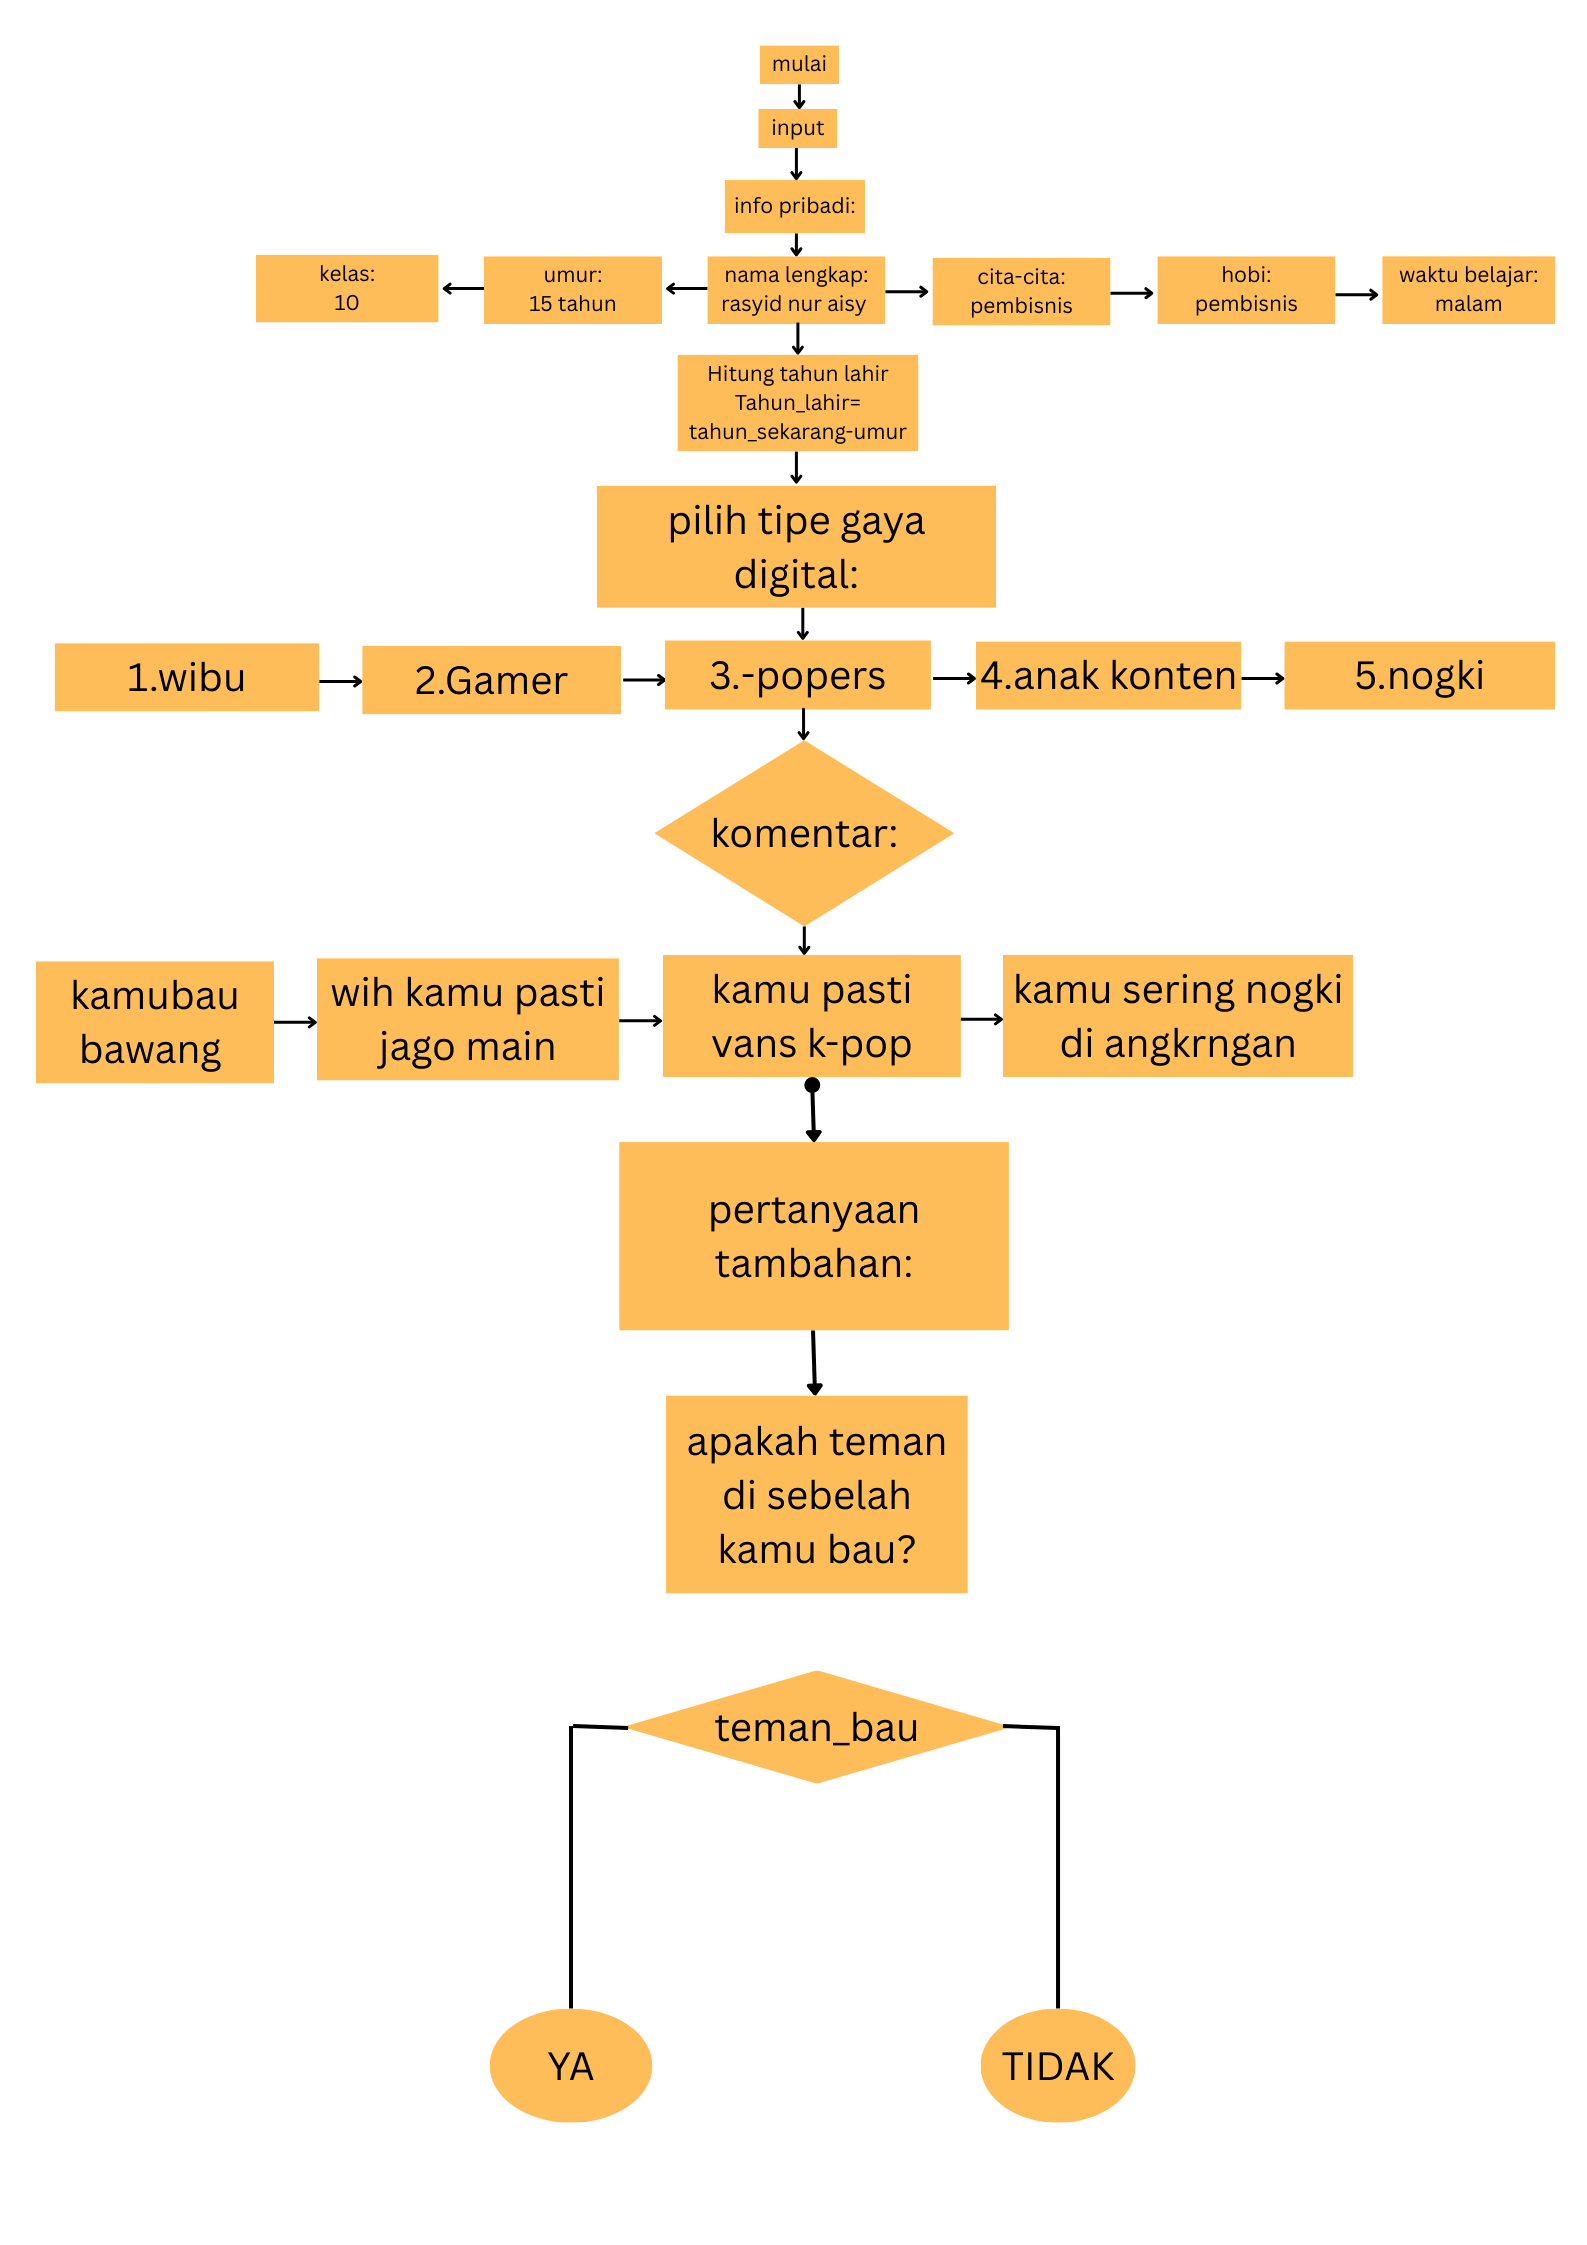 mulai
input
info pribadi:
kelas:
10
umur:
15 tahun
nama lengkap:
rasyid nur aisy
cita-cita:
pembisnis
hobi:
pembisnis
waktu belajar:
malam
Hitung tahun lahir
Tahun_lahir=
tahun_sekarang-umur
pilih tipe gaya
digital:
1.wibu
2.Gamer
3.-popers
4.anak konten
5.nogki
komentar:
kamubau
bawang
wih kamu pasti
jago main
kamu pasti
vans k-pop
kamu sering nogki
di angkrngan
pertanyaan
tambahan:
apakah teman
di sebelah
kamu bau?
teman_bau
YA
TIDAK